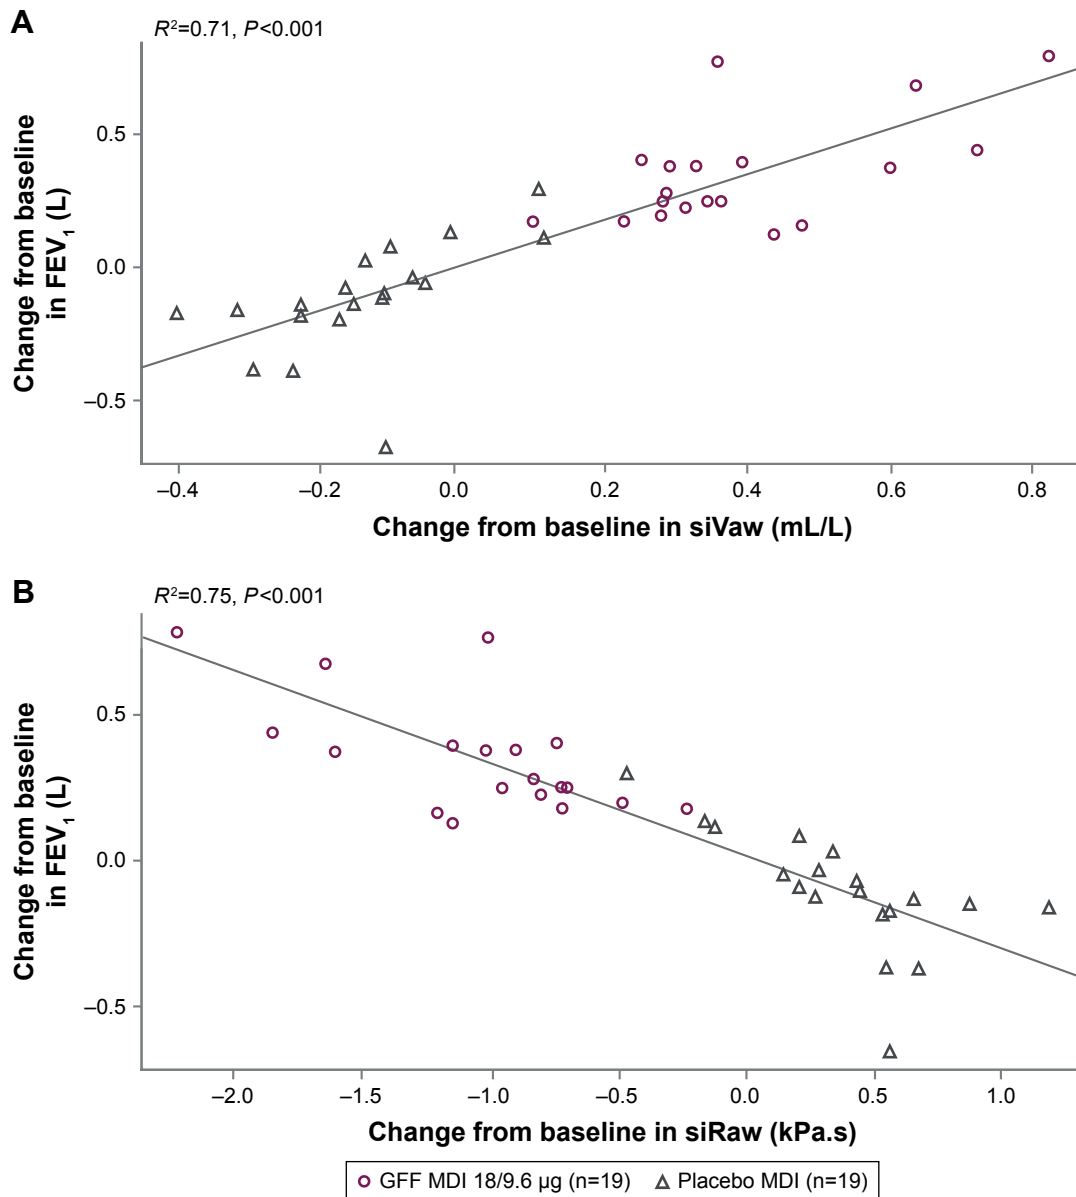 A
R²=0.71, P<0.001
Change from baseline
in FEV₁ (L)
0.5
0.0
–0.5
–0.4
–0.2
0.0
0.2
0.4
0.6
0.8
Change from baseline in siVaw (mL/L)
B
R²=0.75, P<0.001
Change from baseline
in FEV₁ (L)
0.5
0.0
–0.5
–2.0
–1.5
–1.0
–0.5
0.0
0.5
1.0
Change from baseline in siRaw (kPa.s)
GFF MDI 18/9.6 µg (n=19)
Placebo MDI (n=19)